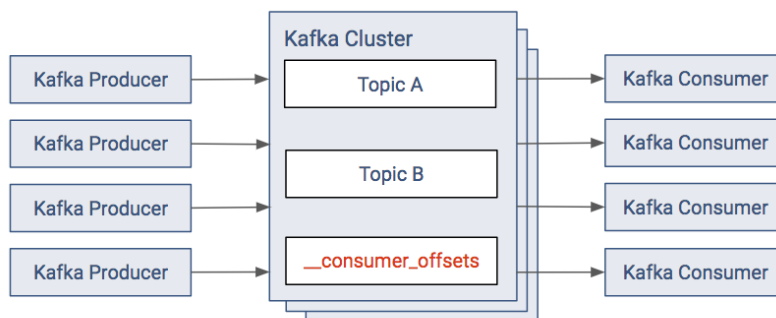 Kafka Cluster
Kafka Producer
Topic A
Kafka Consumer
Kafka Producer
Kafka Consumer
Topic B
Kafka Producer
Kafka Consumer
Kafka Producer
__consumer_offsets
Kafka Consumer